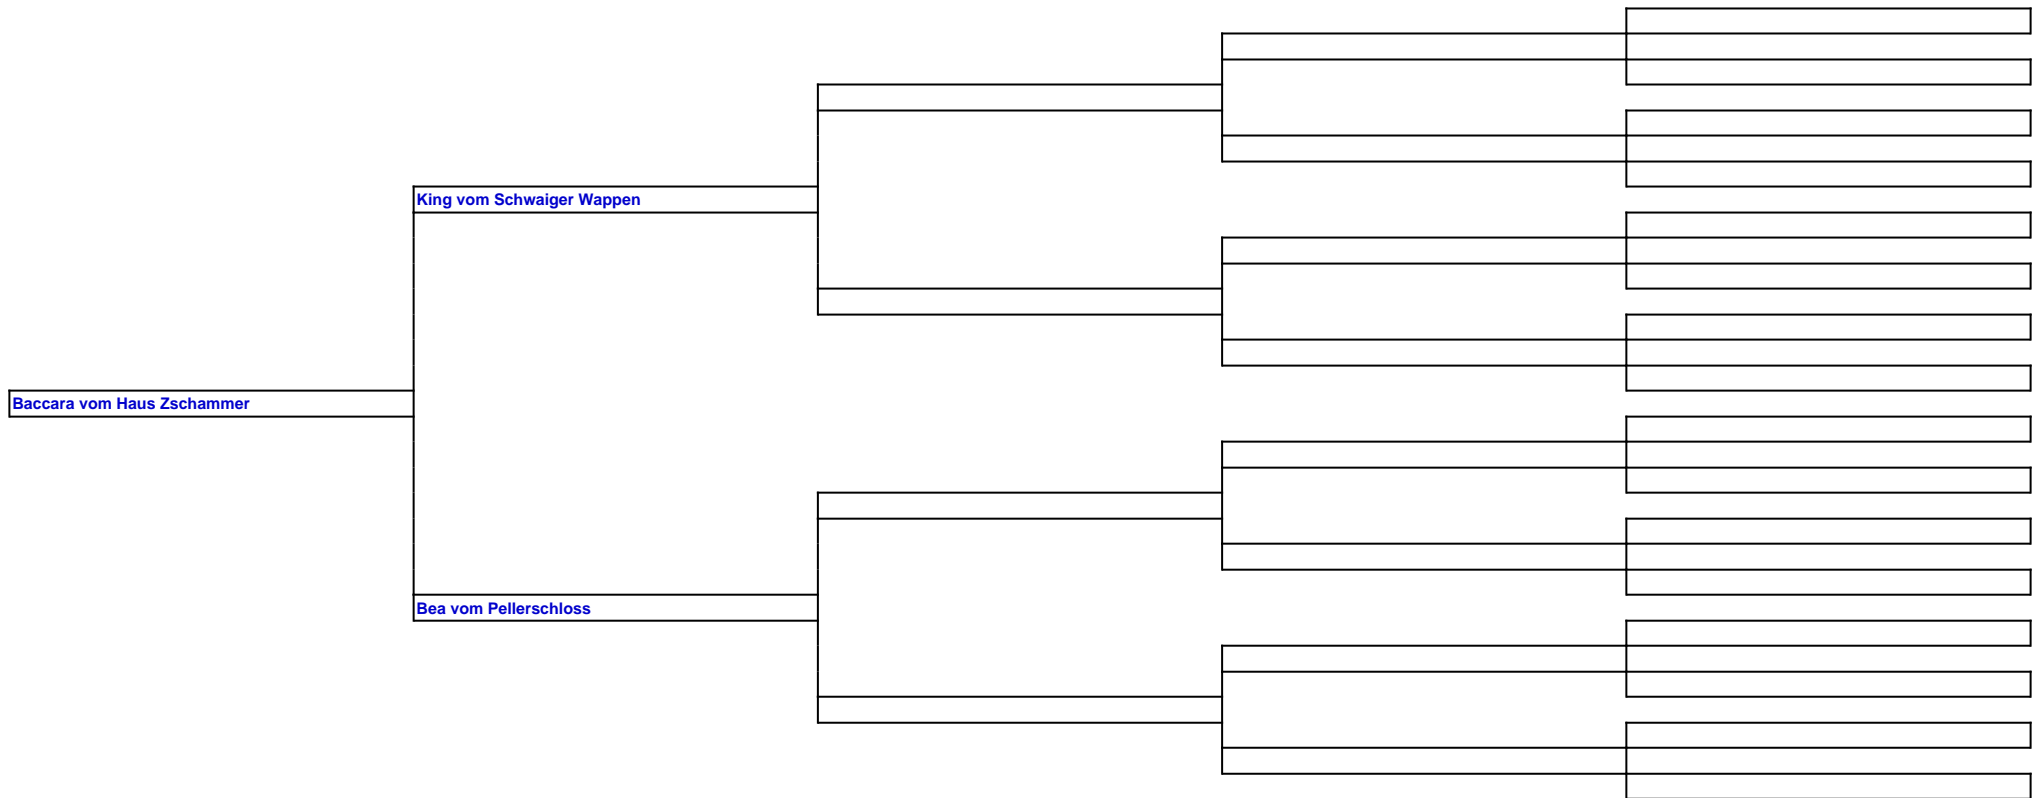 King vom Schwaiger Wappen
Baccara vom Haus Zschammer
Bea vom Pellerschloss